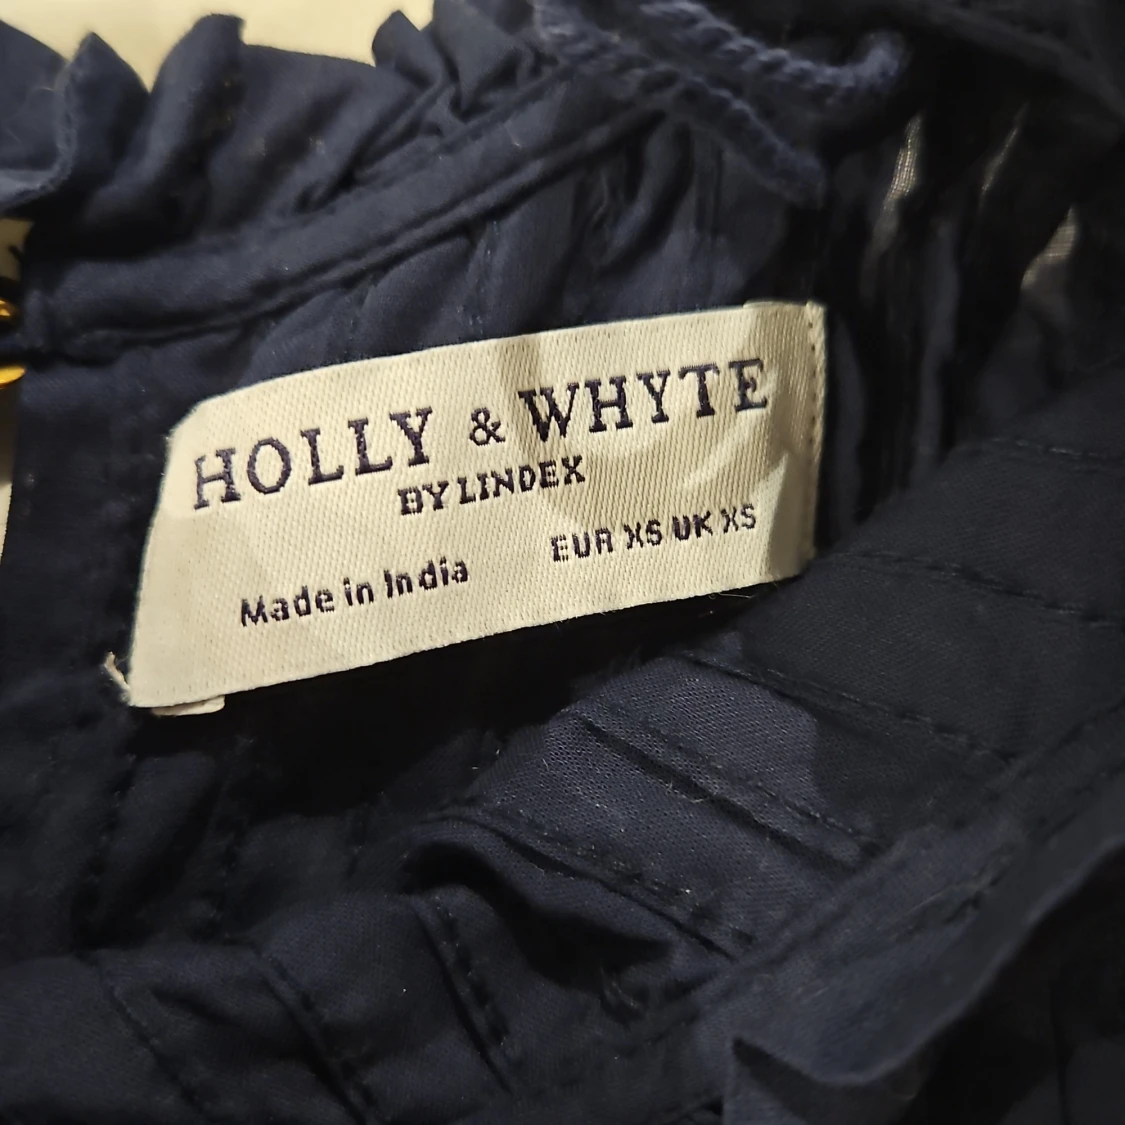 HOLLY & WHYTE
BY LINDEX
EUR XS UK XS
Made in India